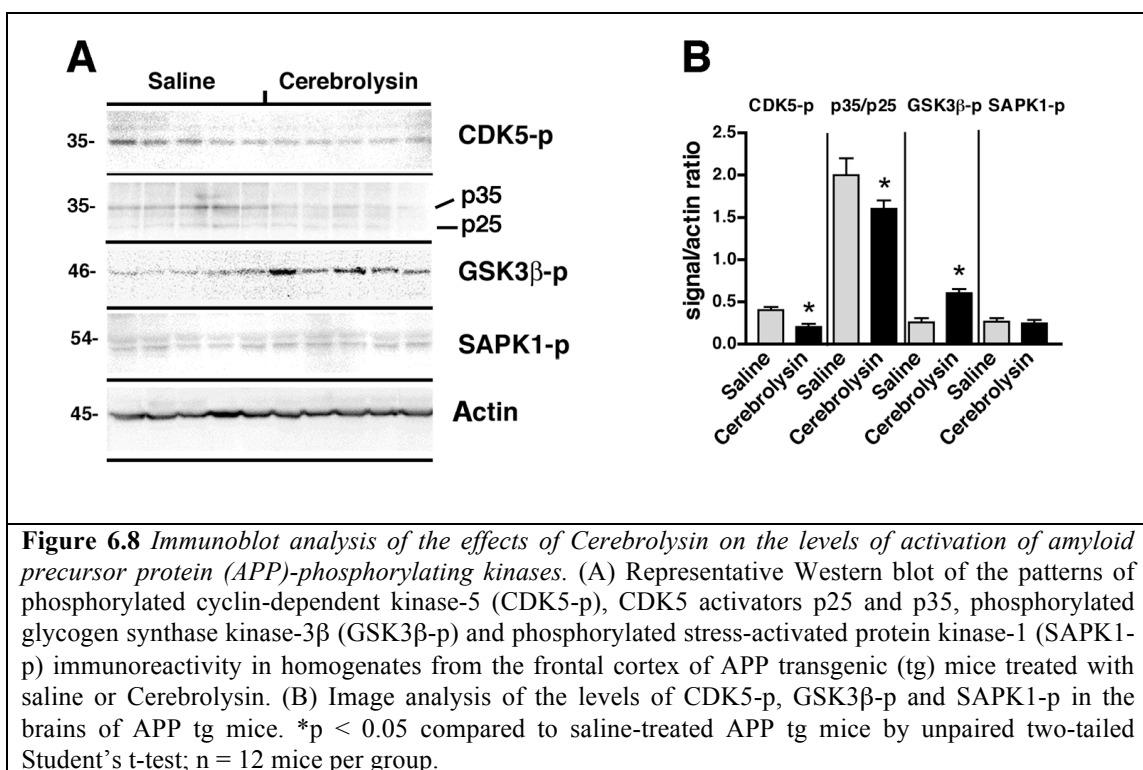 A
Saline Cerebrolysin
35-
CDK5-p
35-
p35
p25
46-
GSK3β-p
54-
SAPK1-p
45-
Actin
B
CDK5-p p35/p25 GSK3β-p SAPK1-p
signal/actin ratio
2.5
2.0
1.5
1.0
0.5
0.0
*
*
*
Saline
Cerebrolysin
Saline
Cerebrolysin
Saline
Cerebrolysin
Saline
Cerebrolysin
Figure 6.8 Immunoblot analysis of the effects of Cerebrolysin on the levels of activation of amyloid
precursor protein (APP)-phosphorylating kinases. (A) Representative Western blot of the patterns of
phosphorylated cyclin-dependent kinase-5 (CDK5-p), CDK5 activators p25 and p35, phosphorylated
glycogen synthase kinase-3β (GSK3β-p) and phosphorylated stress-activated protein kinase-1 (SAPK1-
p) immunoreactivity in homogenates from the frontal cortex of APP transgenic (tg) mice treated with
saline or Cerebrolysin. (B) Image analysis of the levels of CDK5-p, GSK3β-p and SAPK1-p in the
brains of APP tg mice. *p < 0.05 compared to saline-treated APP tg mice by unpaired two-tailed
Student’s t-test; n = 12 mice per group.